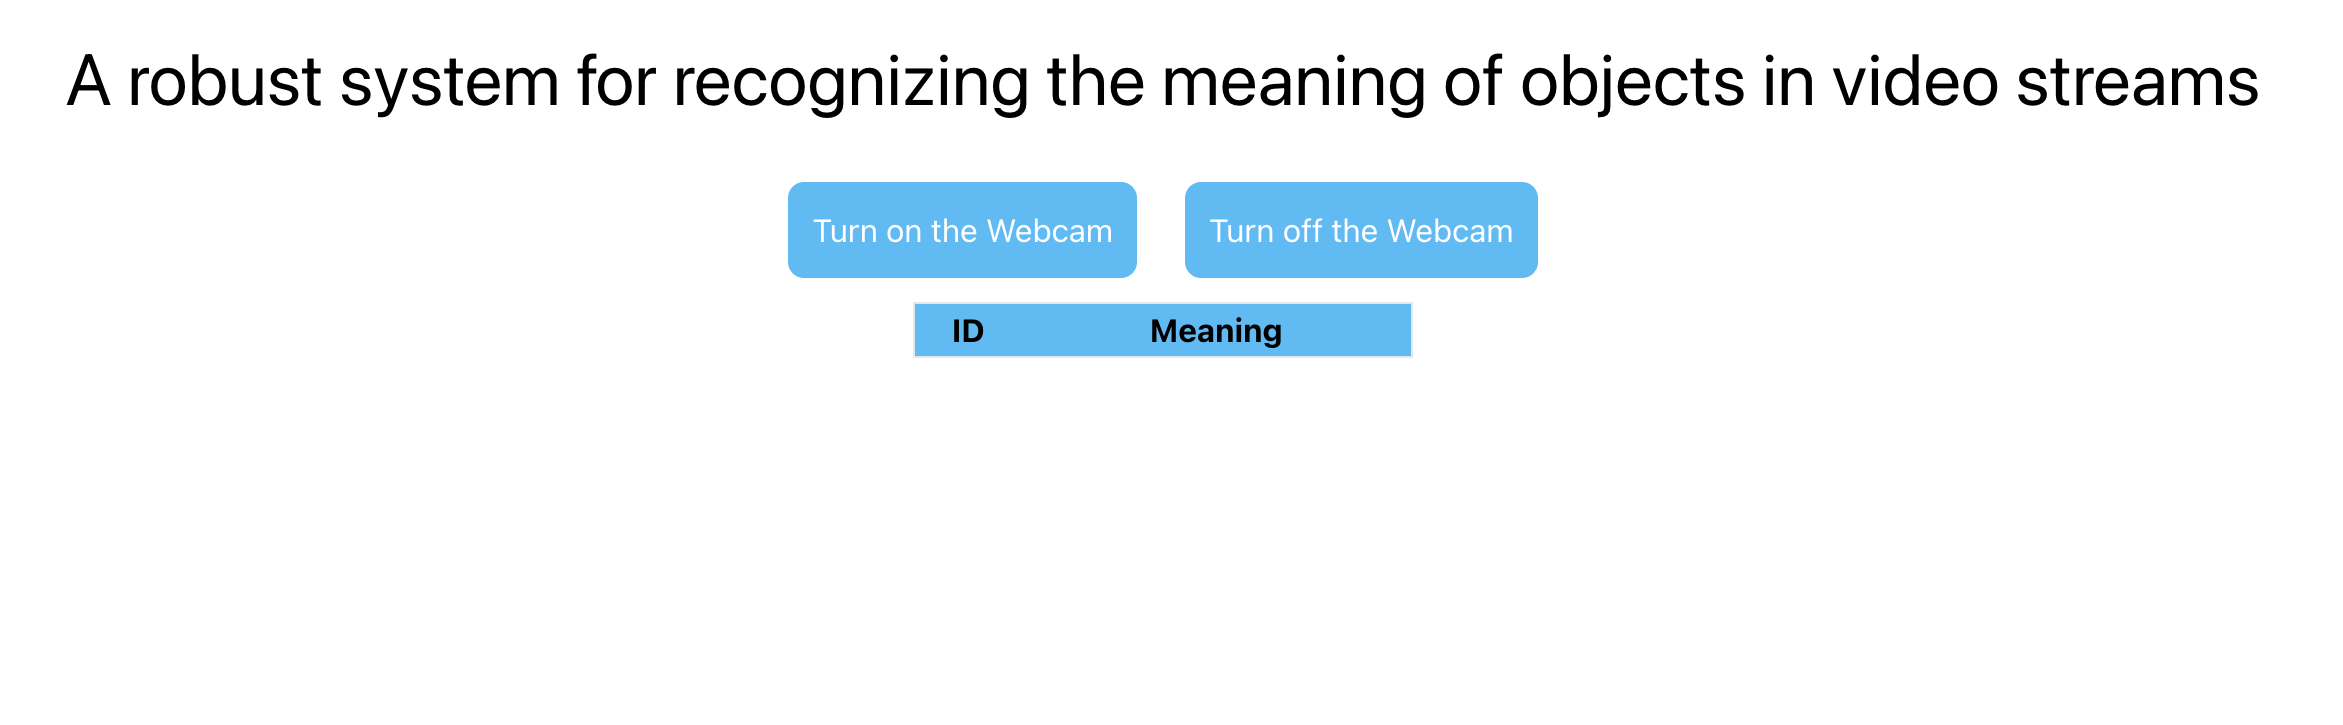 A robust system for recognizing the meaning of objects in video streams
Turn on the Webcam Turn off the Webcam
ID Meaning